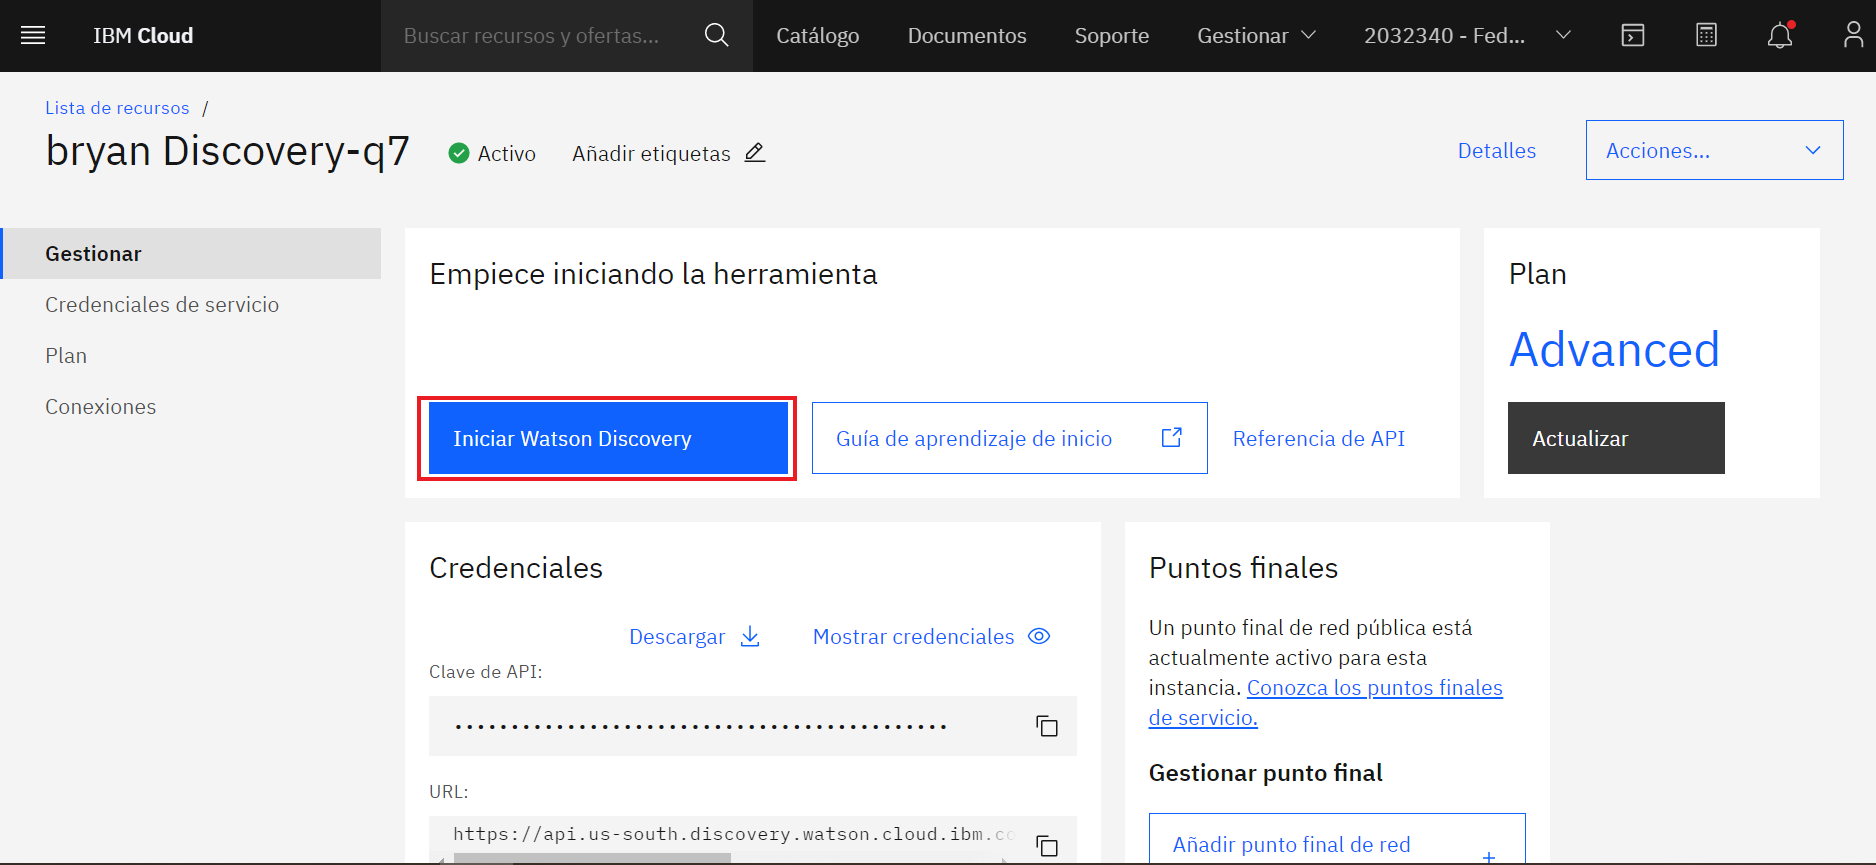 IBM Cloud
Buscar recursos y ofertas...
Catálogo
Documentos
Soporte
Gestionar
2032340 - Fed...
Lista de recursos /
bryan Discovery-q7
Activo
Añadir etiquetas
Detalles
Acciones...
Gestionar
Credenciales de servicio
Plan
Conexiones
Empiece iniciando la herramienta
Iniciar Watson Discovery
Guía de aprendizaje de inicio
Referencia de API
Plan
Advanced
Actualizar
Credenciales
Descargar
Mostrar credenciales
Clave de API:
••••••••••••••••••••••••••••••••••••••••••••
URL:
https://api.us-south.discovery.watson.cloud.ibm.co
Puntos finales
Un punto final de red pública está
actualmente activo para esta
instancia. Conozca los puntos finales
de servicio.
Gestionar punto final
Añadir punto final de red